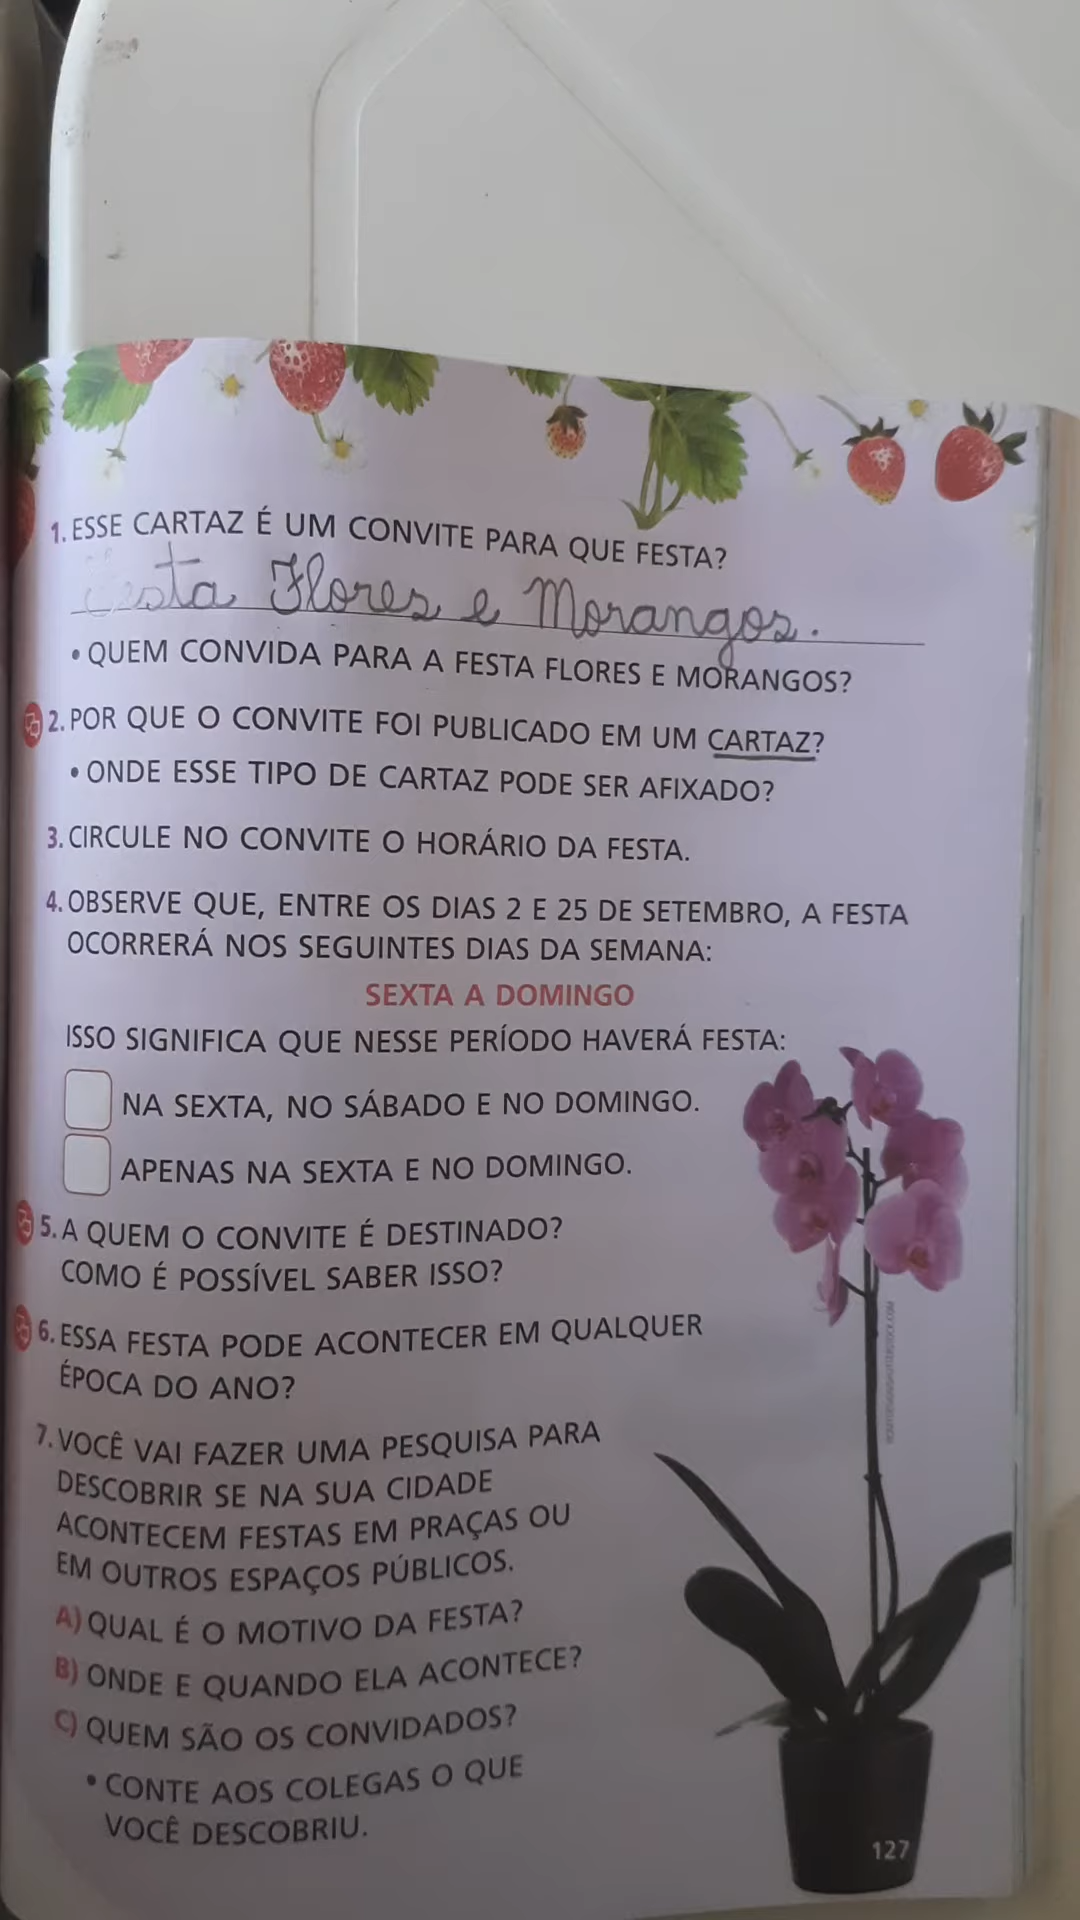 1. ESSE CARTAZ É UM CONVITE PARA QUE FESTA?
Festa Flores e Morangos.
• QUEM CONVIDA PARA A FESTA FLORES E MORANGOS?
2. POR QUE O CONVITE FOI PUBLICADO EM UM CARTAZ?
• ONDE ESSE TIPO DE CARTAZ PODE SER AFIXADO?
3. CIRCULE NO CONVITE O HORÁRIO DA FESTA.
4. OBSERVE QUE, ENTRE OS DIAS 2 E 25 DE SETEMBRO, A FESTA
OCORRERÁ NOS SEGUINTES DIAS DA SEMANA:
SEXTA A DOMINGO
ISSO SIGNIFICA QUE NESSE PERÍODO HAVERÁ FESTA:
NA SEXTA, NO SÁBADO E NO DOMINGO.
APENAS NA SEXTA E NO DOMINGO.
5. A QUEM O CONVITE É DESTINADO?
COMO É POSSÍVEL SABER ISSO?
6. ESSA FESTA PODE ACONTECER EM QUALQUER
ÉPOCA DO ANO?
7. VOCÊ VAI FAZER UMA PESQUISA PARA
DESCOBRIR SE NA SUA CIDADE
ACONTECEM FESTAS EM PRAÇAS OU
EM OUTROS ESPAÇOS PÚBLICOS.
A) QUAL É O MOTIVO DA FESTA?
B) ONDE E QUANDO ELA ACONTECE?
C) QUEM SÃO OS CONVIDADOS?
• CONTE AOS COLEGAS O QUE
VOCÊ DESCOBRIU.
127